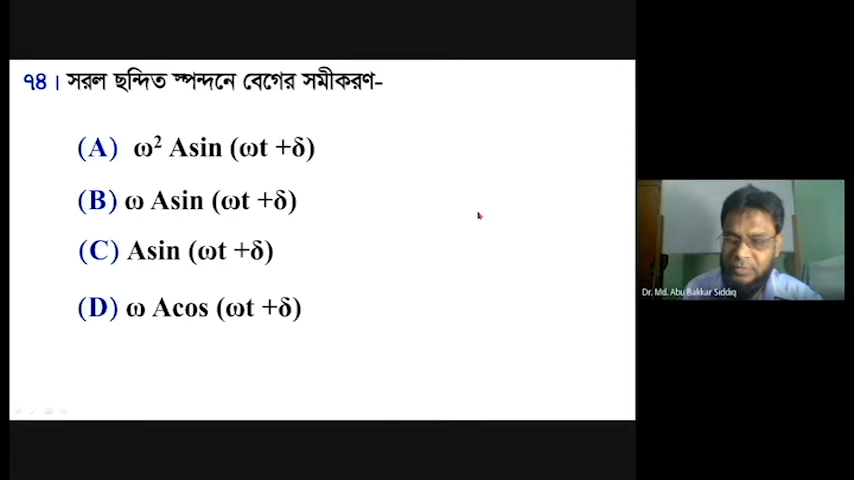 ৭৪। সরল ছন্দিত স্পন্দনে বেগের সমীকরণ-
(A) ω² Asin (ωt +δ)
(B) ω Asin (ωt +δ)
(C) Asin (ωt +δ)
(D) ω Acos (ωt +δ)
Dr. Md. Abu Bakkar Siddiq